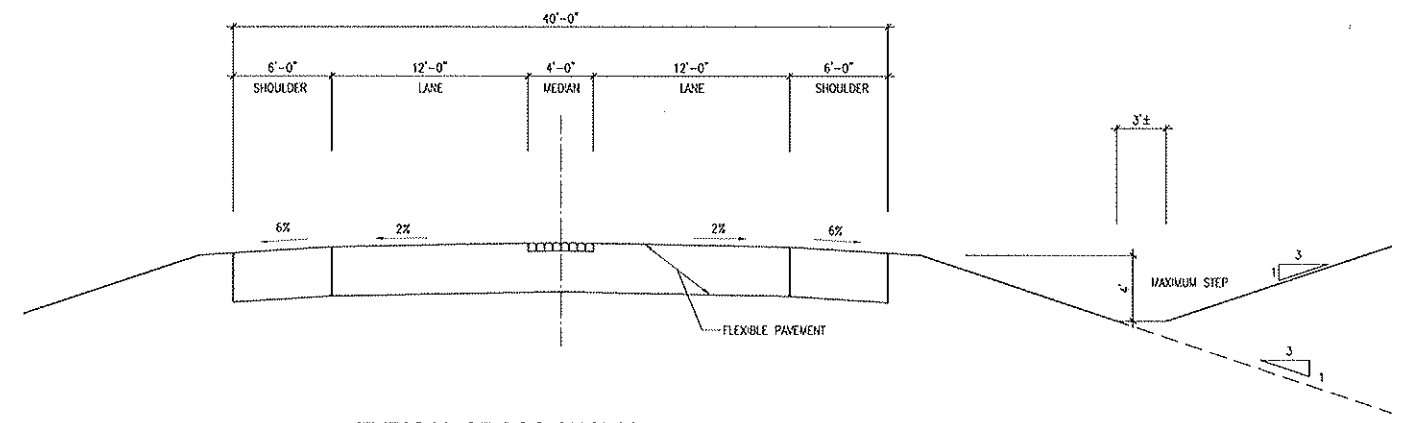 40'-0"
6'-0" 12'-0" 4'-0" 12'-0" 6'-0"
SHOULDER LANE MEDIAN LANE SHOULDER
3'±
6% 2% 2% 6%
3
1
4'
MAXIMUM STEP
FLEXIBLE PAVEMENT
3
1